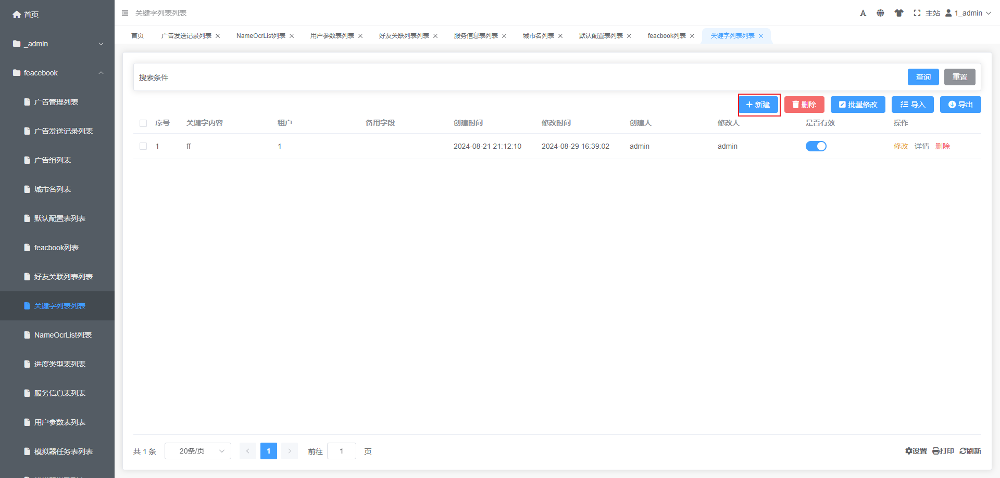 首页
_admin
feacebook
广告管理列表
广告发送记录列表
广告组列表
城市名列表
默认配置表列表
feacbook列表
好友关联列表列表
关键字列表列表
NameOcrList列表
进度类型表列表
服务信息表列表
用户参数表列表
模拟器任务表列表
关键字列表列表
主站 1_admin
首页 广告发送记录列表 NameOcrList列表 用户参数表列表 好友关联列表列表 服务信息表列表 城市名列表 默认配置表列表 feacbook列表 关键字列表列表
搜索条件 查询 重置
新建 删除 批量修改 导入 导出
序号 关键字内容 租户 备用字段 创建时间 修改时间 创建人 修改人 是否有效 操作
1 ff 1 2024-08-21 21:12:10 2024-08-29 16:39:02 admin admin 修改 详情 删除
共 1 条 20条/页 1 前往 1 页 设置 打印 刷新